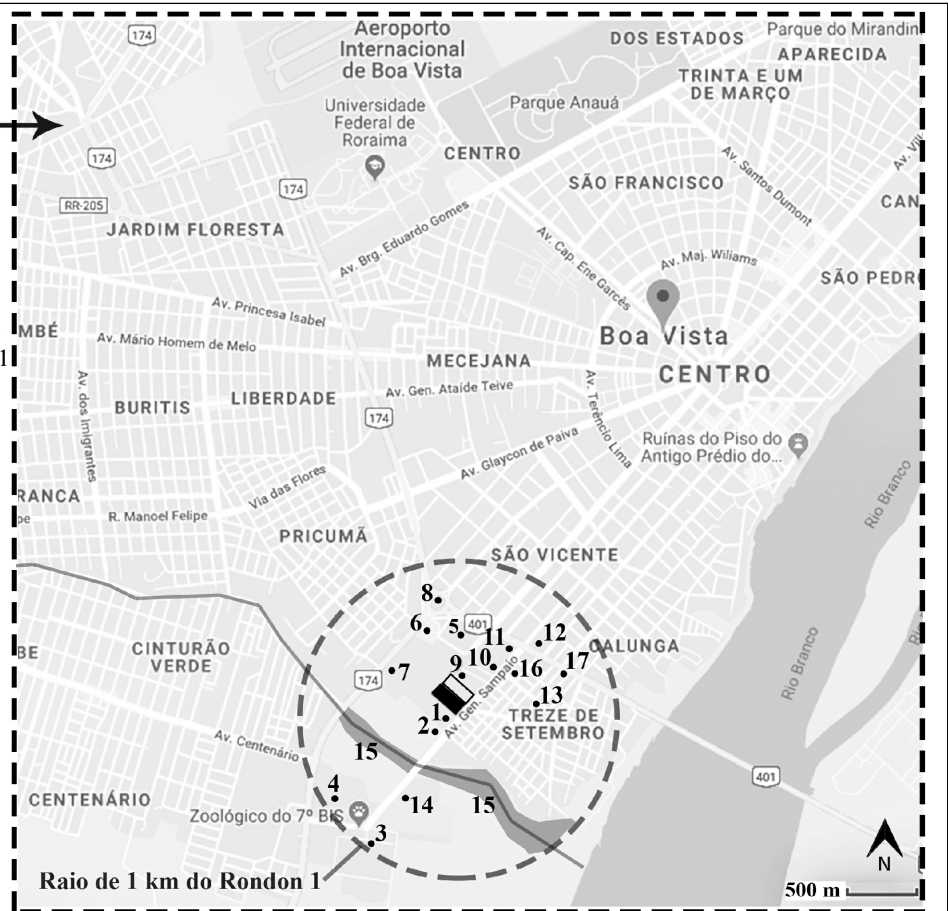 174
Aeroporto
Internacional
de Boa Vista
DOS ESTADOS
Parque do Mirandin
APARECIDA
TRINTA E UM
DE MARÇO
Universidade
Federal de
Roraima
Parque Anauá
CENTRO
174
174
RR-205
JARDIM FLORESTA
Av. Brg. Eduardo Gomes
SÃO FRANCISCO
Av. Santos Dumont
Av. Vill
CAN
Av. Cap. Ene Garcês
Av. Maj. Wiliams
SÃO PEDR
Av. Princesa Isabel
MBÉ
Av. Mário Homem de Melo
Boa Vista
1
MECEJANA
CENTRO
Av. dos Imigrantes
BURITIS
LIBERDADE
Av. Gen. Ataíde Teive
174
Av. Terêncio Lima
Av. Glaycon de Paiva
Ruínas do Piso do
Antigo Prédio do...
Rio Branco
RANCA
Via das Flores
pe
R. Manoel Felipe
PRICUMÃ
SÃO VICENTE
8
6
5
401
11
12
CALUNGA
BE
CINTURÃO
VERDE
7
174
9
10
16
17
Av. Gen. Sampaio
13
1
2
TREZE DE
SETEMBRO
Rio Branco
Ri
Av. Centenário
15
401
4
14
15
CENTENÁRIO
Zoológico do 7º BIS
3
Raio de 1 km do Rondon 1
N
500 m